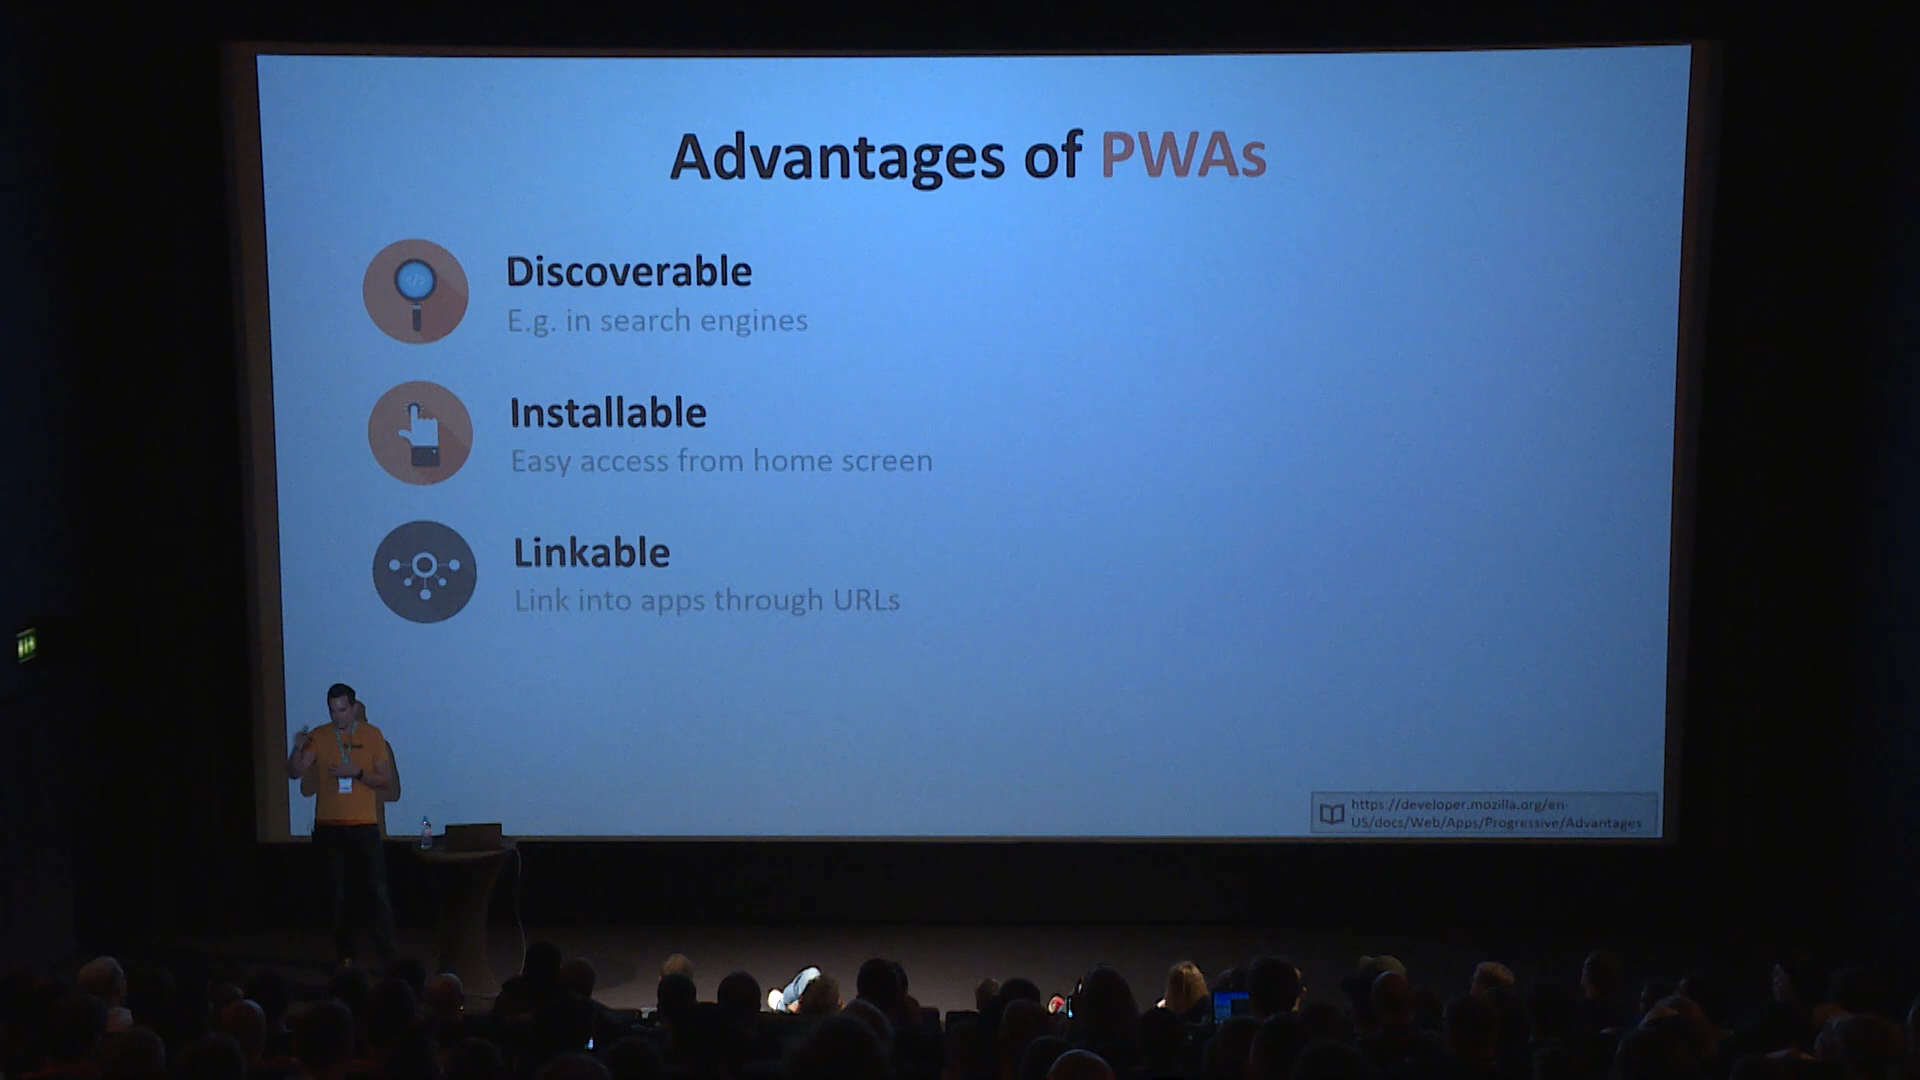 Advantages of PWAs
Discoverable
E.g. in search engines
Installable
Easy access from home screen
Linkable
Link into apps through URLs
https://developer.mozilla.org/en-
US/docs/Web/Apps/Progressive/Advantages